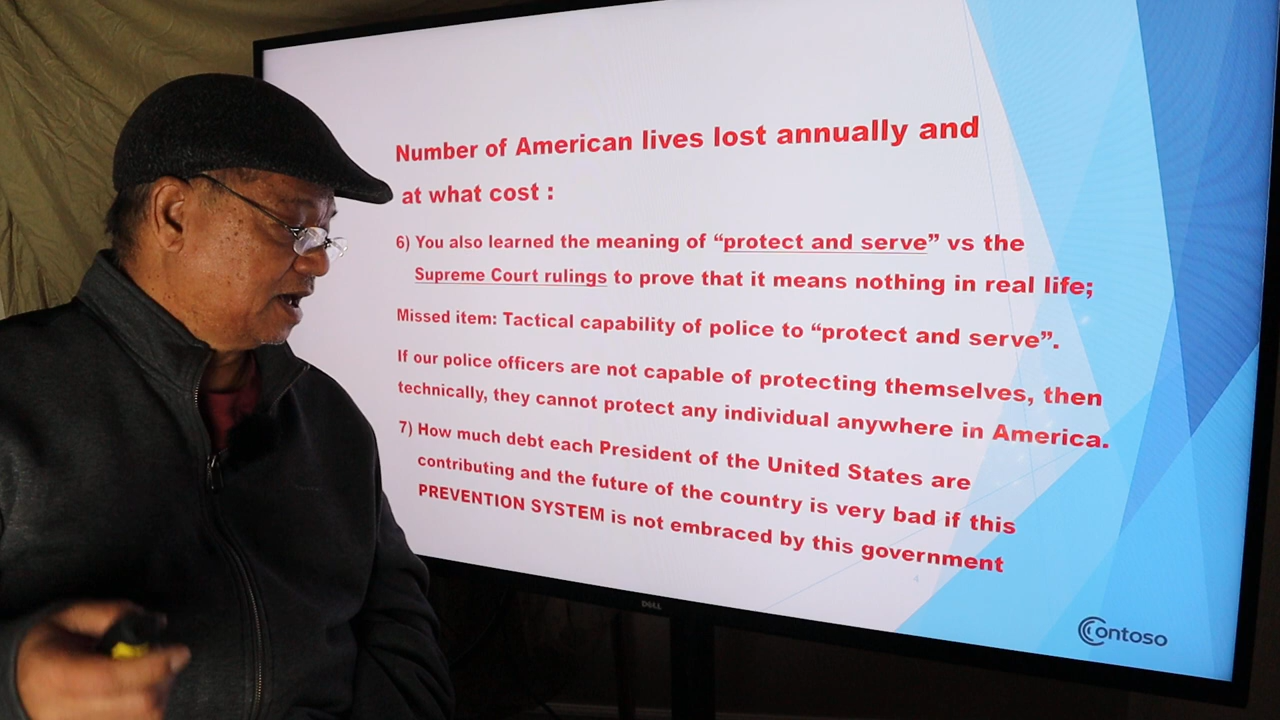 Number of American lives lost annually and
at what cost :
6) You also learned the meaning of “protect and serve” vs the
Supreme Court rulings to prove that it means nothing in real life;
Missed item: Tactical capability of police to “protect and serve”.
If our police officers are not capable of protecting themselves, then
technically, they cannot protect any individual anywhere in America.
7) How much debt each President of the United States are
contributing and the future of the country is very bad if this
PREVENTION SYSTEM is not embraced by this government
4
Contoso
DELL